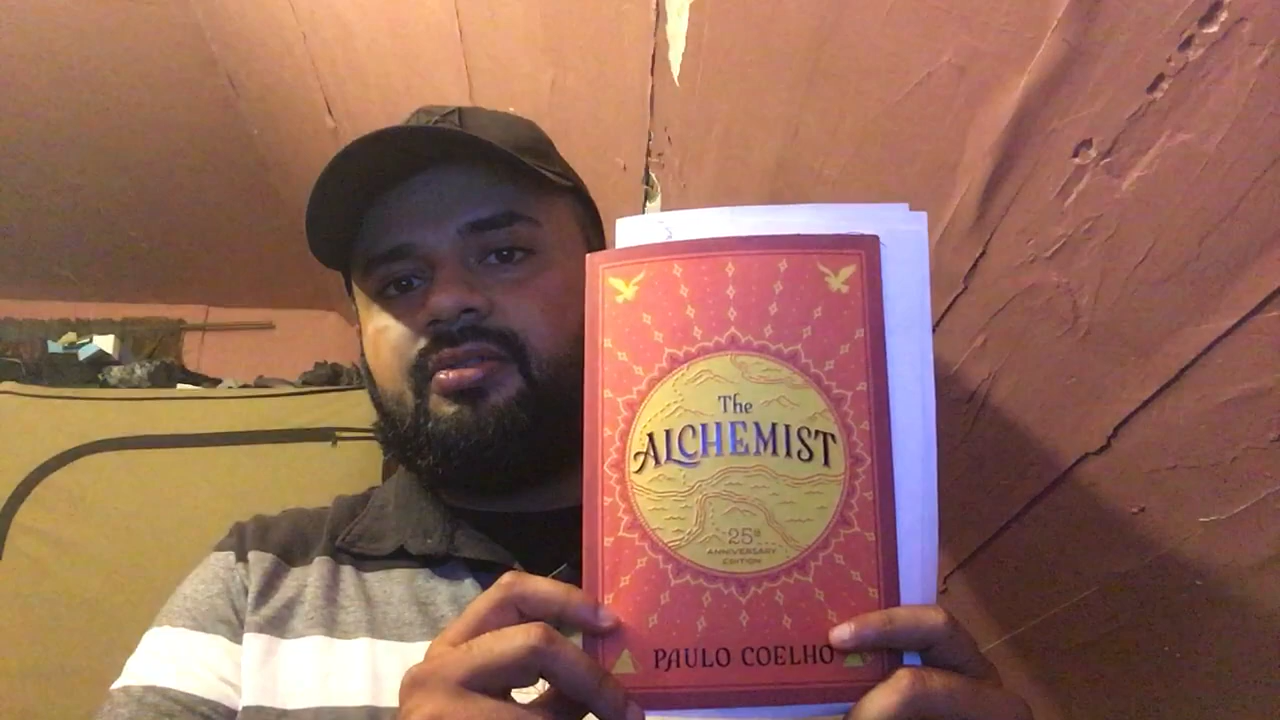 The
ALCHEMIST
25th
ANNIVERSARY
EDITION
PAULO COELHO